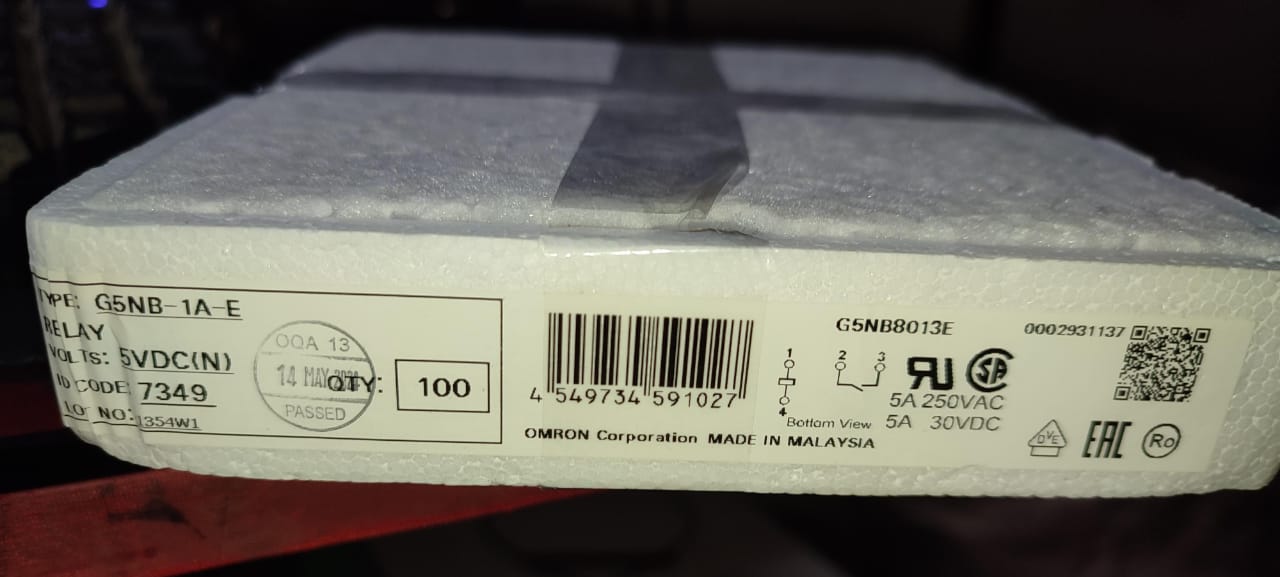 TYPE: G5NB-1A-E
RELAY
VOLTS: 5VDC(N)
ID CODE: 7349
LOT NO: 1354W1
OQA 13
14 MAY
PASSED
QTY: 100
4 549734 591027
OMRON Corporation MADE IN MALAYSIA
G5NB8013E
0002931137
1 2 3
4
Bottom View
5A 250VAC
5A 30VDC
DVE
EAC
Ro